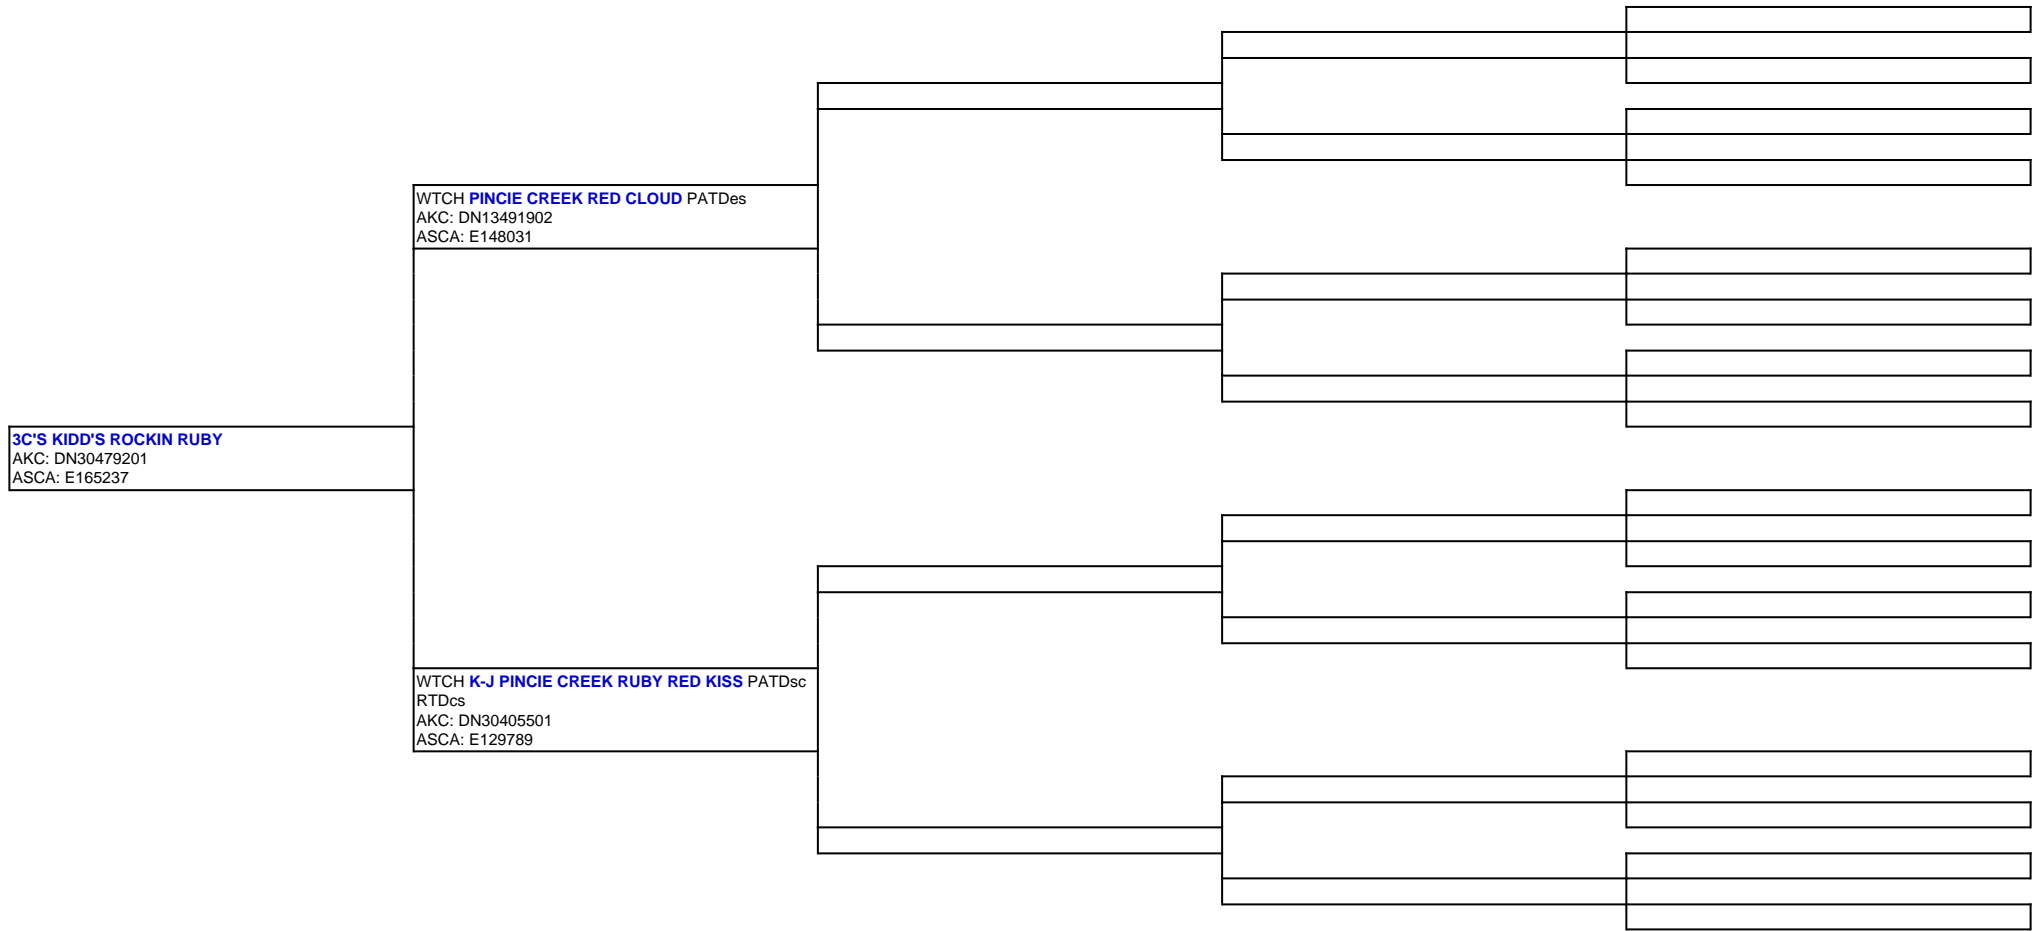 WTCH PINCIE CREEK RED CLOUD PATDes
AKC: DN13491902
ASCA: E148031
3C'S KIDD'S ROCKIN RUBY
AKC: DN30479201
ASCA: E165237
WTCH K-J PINCIE CREEK RUBY RED KISS PATDsc
RTDcs
AKC: DN30405501
ASCA: E129789